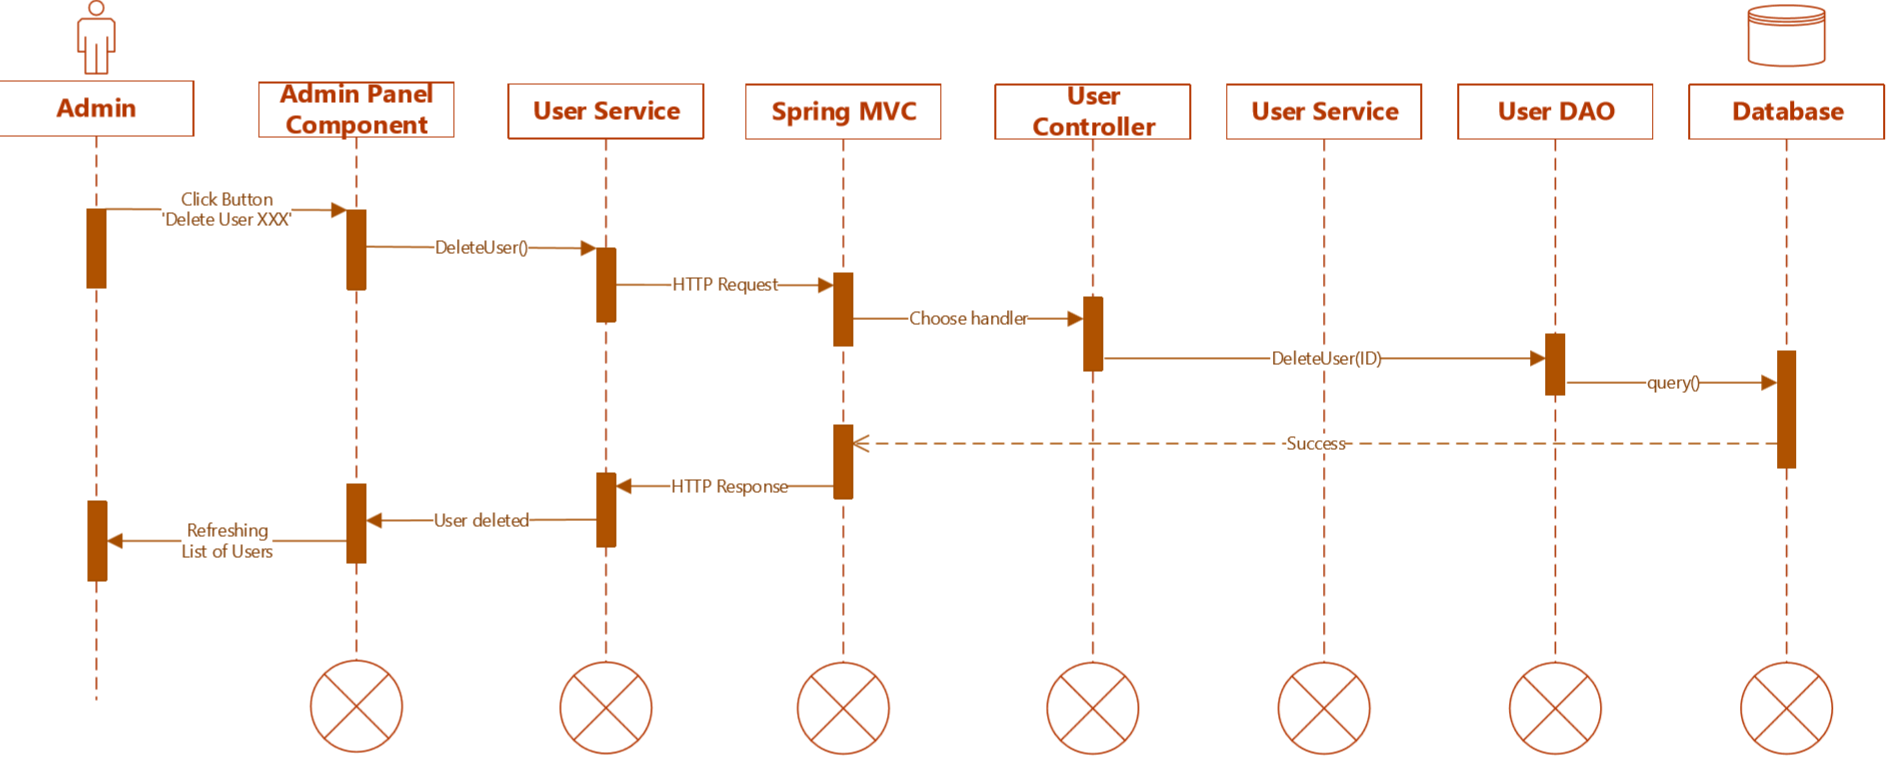 Admin
Admin Panel
Component
User Service
Spring MVC
User
Controller
User Service
User DAO
Database
Click Button
'Delete User XXX'
DeleteUser()
HTTP Request
Choose handler
DeleteUser(ID)
query()
Success
HTTP Response
User deleted
Refreshing
List of Users